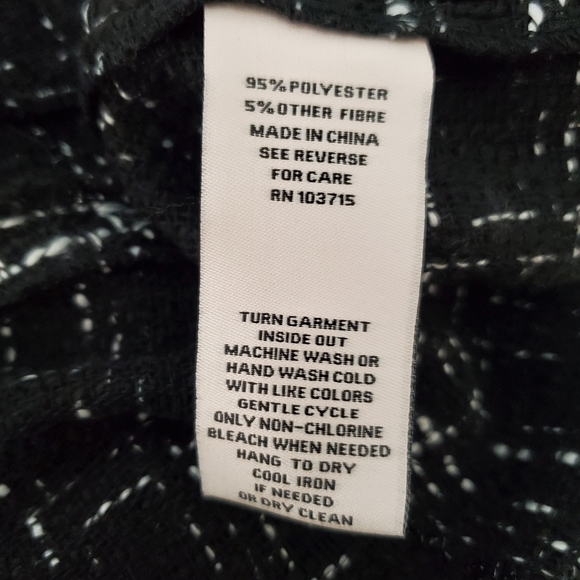 95% POLYESTER
5% OTHER FIBRE
MADE IN CHINA
SEE REVERSE
FOR CARE
RN 103715
TURN GARMENT
INSIDE OUT
MACHINE WASH OR
HAND WASH COLD
WITH LIKE COLORS
GENTLE CYCLE
ONLY NON-CHLORINE
BLEACH WHEN NEEDED
HANG TO DRY
COOL IRON
IF NEEDED
OR DRY CLEAN